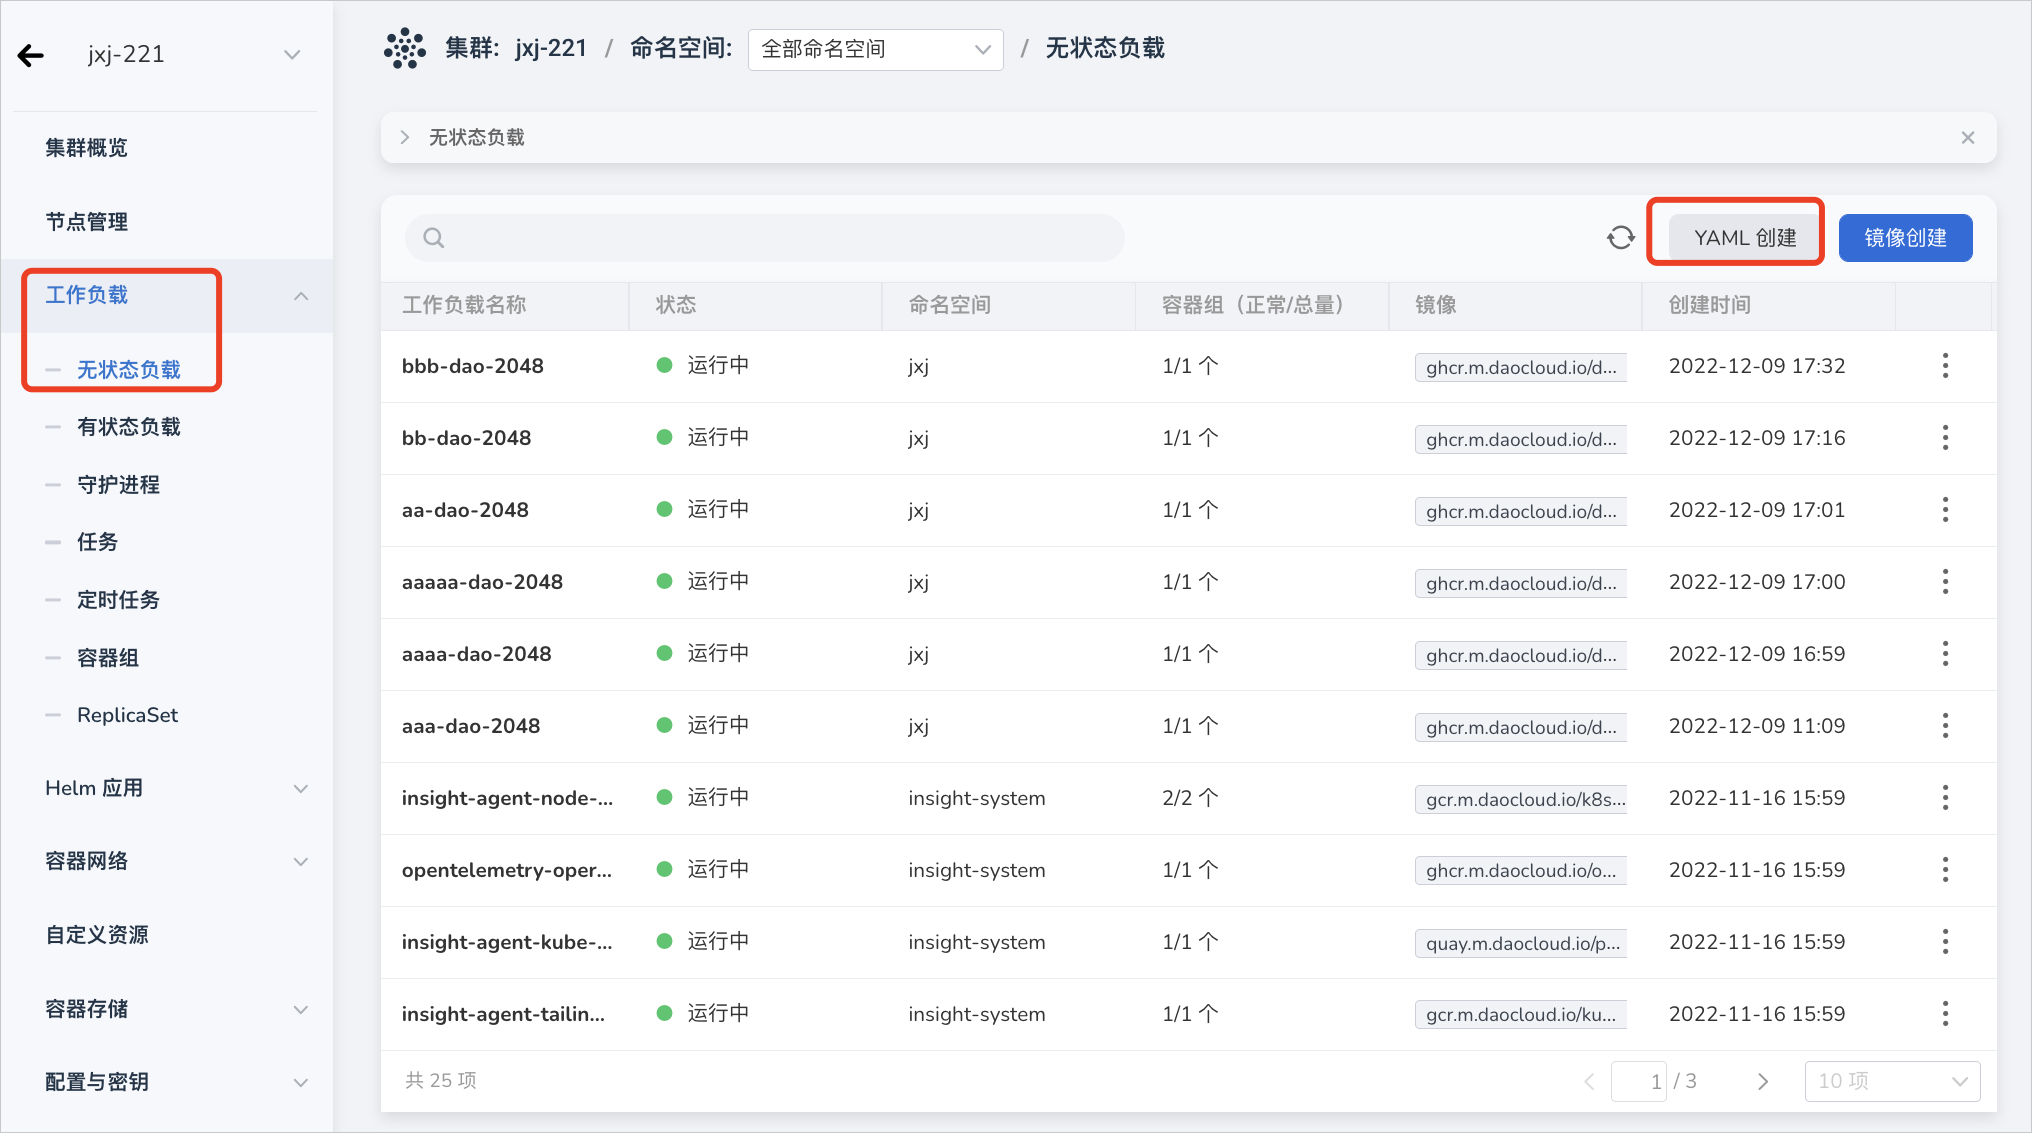 jxj-221
集群概览
节点管理
工作负载
无状态负载
有状态负载
守护进程
任务
定时任务
容器组
ReplicaSet
Helm 应用
容器网络
自定义资源
容器存储
配置与密钥
集群: jxj-221 / 命名空间: 全部命名空间 / 无状态负载
无状态负载
YAML 创建 镜像创建
工作负载名称 状态 命名空间 容器组（正常/总量） 镜像 创建时间
bbb-dao-2048 运行中 jxj 1/1 个 ghcr.m.daocloud.io/d... 2022-12-09 17:32
bb-dao-2048 运行中 jxj 1/1 个 ghcr.m.daocloud.io/d... 2022-12-09 17:16
aa-dao-2048 运行中 jxj 1/1 个 ghcr.m.daocloud.io/d... 2022-12-09 17:01
aaaaa-dao-2048 运行中 jxj 1/1 个 ghcr.m.daocloud.io/d... 2022-12-09 17:00
aaaa-dao-2048 运行中 jxj 1/1 个 ghcr.m.daocloud.io/d... 2022-12-09 16:59
aaa-dao-2048 运行中 jxj 1/1 个 ghcr.m.daocloud.io/d... 2022-12-09 11:09
insight-agent-node-... 运行中 insight-system 2/2 个 gcr.m.daocloud.io/k8s... 2022-11-16 15:59
opentelemetry-oper... 运行中 insight-system 1/1 个 ghcr.m.daocloud.io/o... 2022-11-16 15:59
insight-agent-kube-... 运行中 insight-system 1/1 个 quay.m.daocloud.io/p... 2022-11-16 15:59
insight-agent-tailin... 运行中 insight-system 1/1 个 gcr.m.daocloud.io/ku... 2022-11-16 15:59
共 25 项 1 / 3 10 项